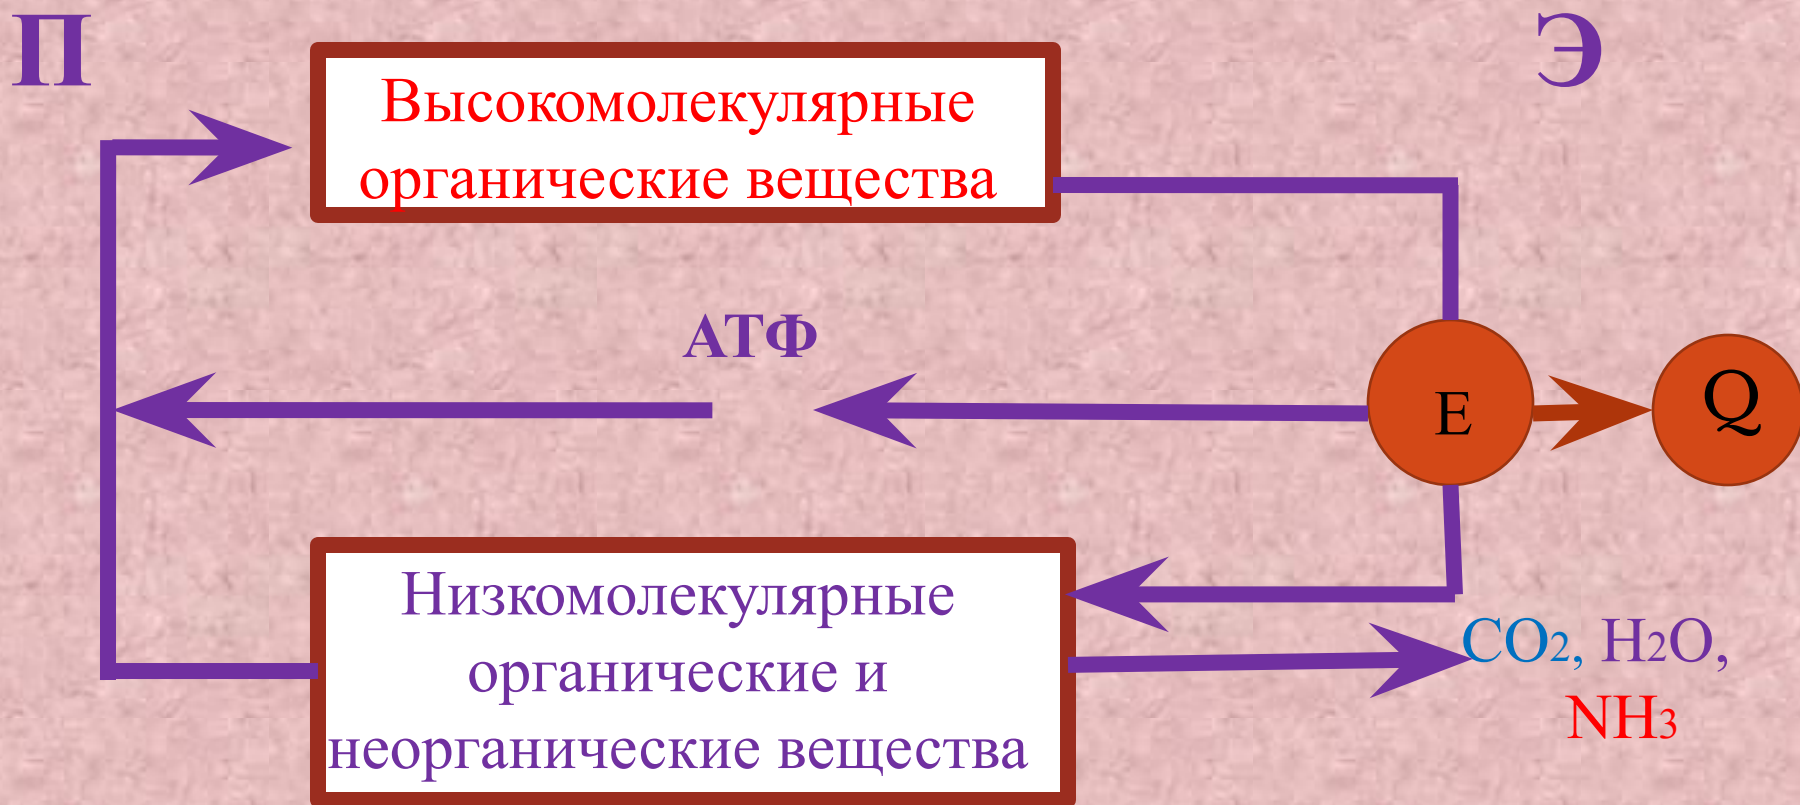 П
Э
Высокомолекулярные
органические вещества
АТФ
Е
Q
Низкомолекулярные
органические и
неорганические вещества
CO2, H2O,
NH3